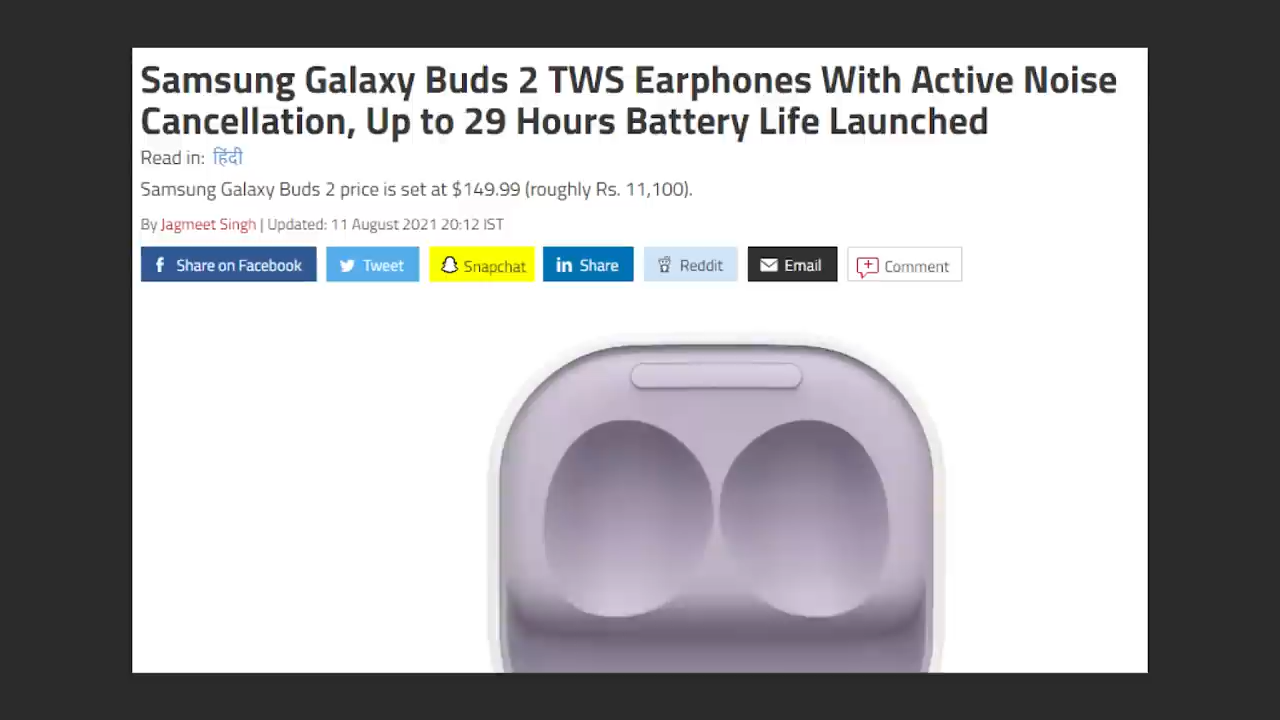 Samsung Galaxy Buds 2 TWS Earphones With Active Noise
Cancellation, Up to 29 Hours Battery Life Launched
Read in: हिंदी
Samsung Galaxy Buds 2 price is set at $149.99 (roughly Rs. 11,100).
By Jagmeet Singh | Updated: 11 August 2021 20:12 IST
Share on Facebook Tweet Snapchat Share Reddit Email Comment